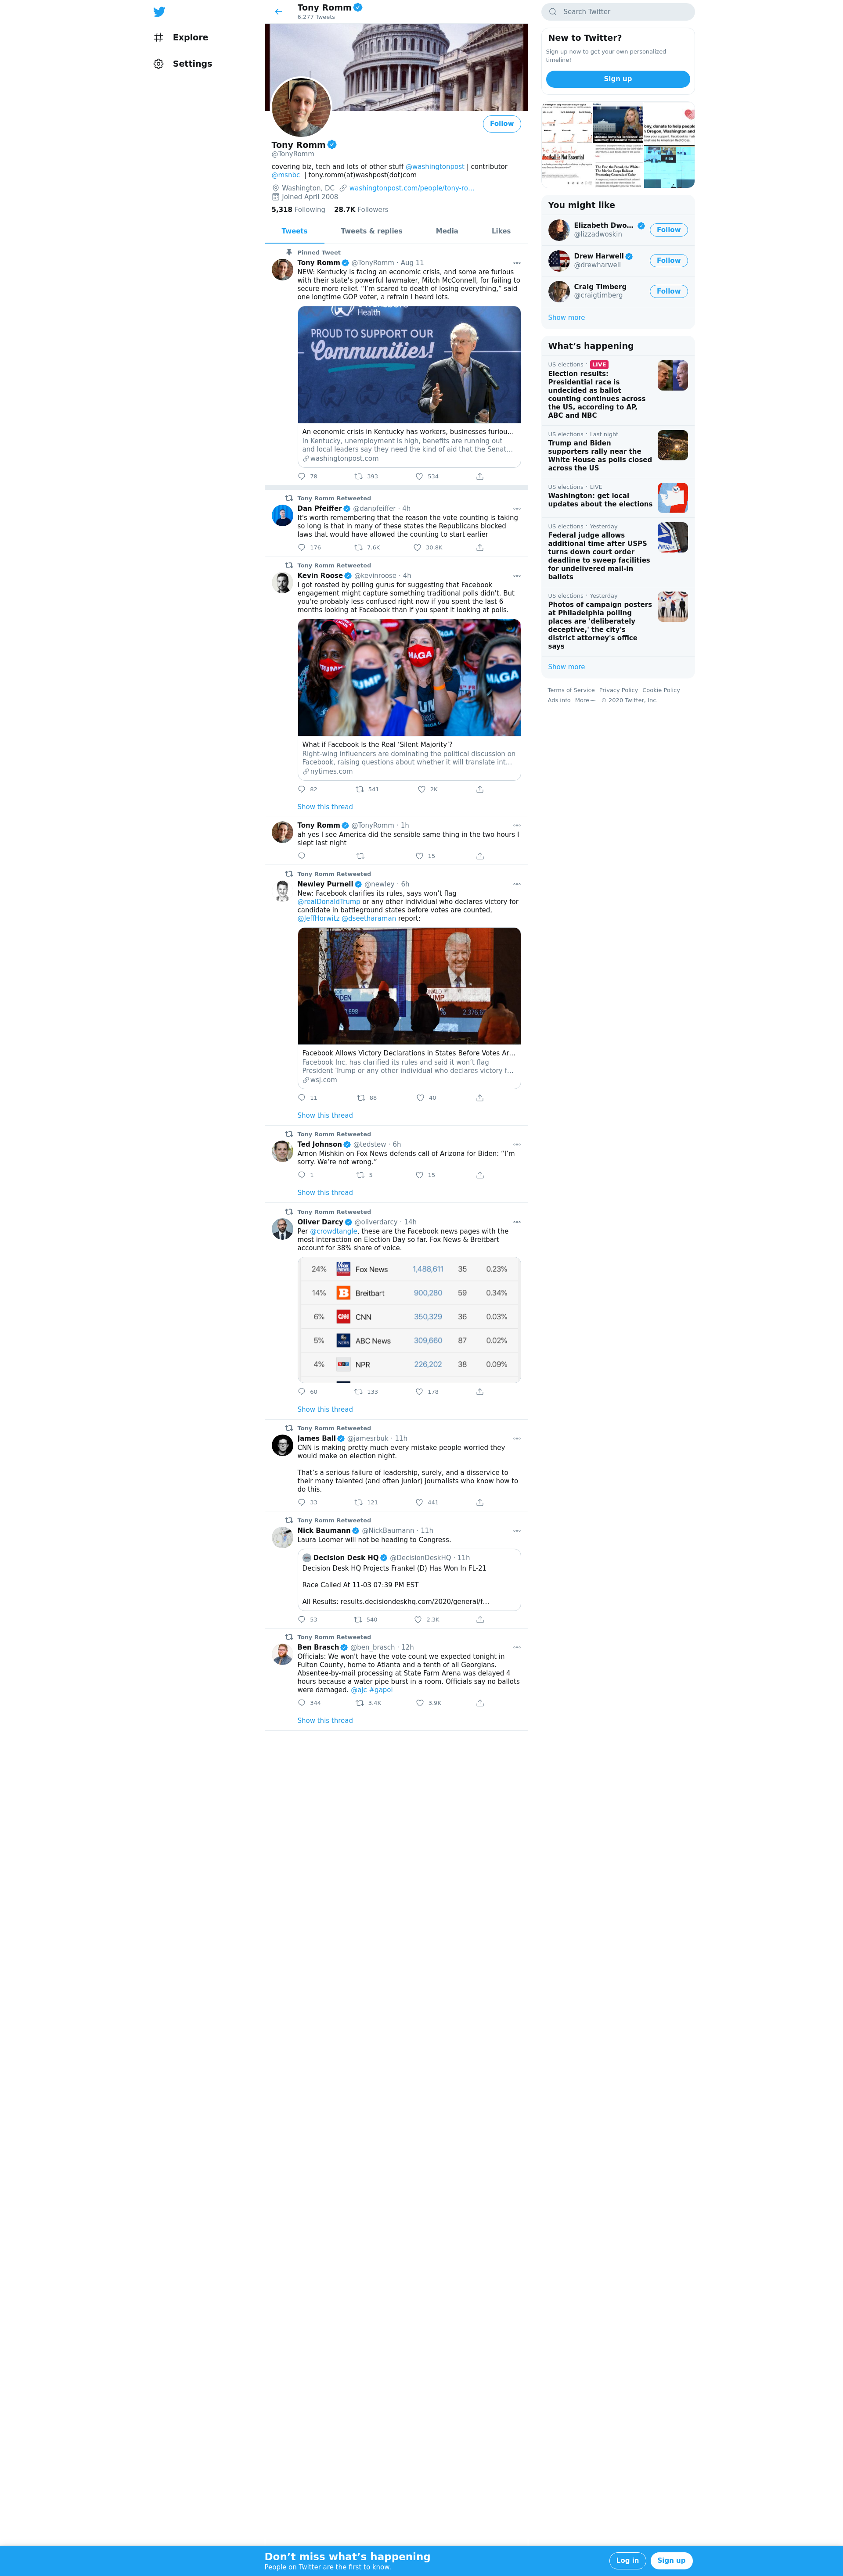 Explore
Settings
Tony Romm
6,277 Tweets
Follow
Tony Romm
@TonyRomm
covering biz, tech and lots of other stuff @washingtonpost | contributor
@msnbc | tony.romm(at)washpost(dot)com
Washington, DC washingtonpost.com/people/tony-ro…
Joined April 2008
5,318 Following 28.7K Followers
Tweets Tweets & replies Media Likes
Pinned Tweet
Tony Romm @TonyRomm · Aug 11
NEW: Kentucky is facing an economic crisis, and some are furious
with their state's powerful lawmaker, Mitch McConnell, for failing to
secure more relief. "I'm scared to death of losing everything," said
one longtime GOP voter, a refrain I heard lots.
Health
PROUD TO SUPPORT OUR
Communities!
An economic crisis in Kentucky has workers, businesses furiou…
In Kentucky, unemployment is high, benefits are running out
and local leaders say they need the kind of aid that the Senat…
washingtonpost.com
78 393 534
Tony Romm Retweeted
Dan Pfeiffer @danpfeiffer · 4h
It's worth remembering that the reason the vote counting is taking
so long is that in many of these states the Republicans blocked
laws that would have allowed the counting to start earlier
176 7.6K 30.8K
Tony Romm Retweeted
Kevin Roose @kevinroose · 4h
I got roasted by polling gurus for suggesting that Facebook
engagement might capture something traditional polls didn't. But
you're probably less confused right now if you spent the last 6
months looking at Facebook than if you spent it looking at polls.
TRUMP
TRUMP
MAGA
MAGA
What if Facebook Is the Real 'Silent Majority'?
Right-wing influencers are dominating the political discussion on
Facebook, raising questions about whether it will translate int…
nytimes.com
82 541 2K
Show this thread
Tony Romm @TonyRomm · 1h
ah yes I see America did the sensible same thing in the two hours I
slept last night
15
Tony Romm Retweeted
Newley Purnell @newley · 6h
New: Facebook clarifies its rules, says won't flag
@realDonaldTrump or any other individual who declares victory for
candidate in battleground states before votes are counted,
@JeffHorwitz @dseetharaman report:
Facebook Allows Victory Declarations in States Before Votes Ar…
Facebook Inc. has clarified its rules and said it won't flag
President Trump or any other individual who declares victory f…
wsj.com
11 88 40
Show this thread
Tony Romm Retweeted
Ted Johnson @tedstew · 6h
Arnon Mishkin on Fox News defends call of Arizona for Biden: "I'm
sorry. We're not wrong."
1 5 15
Show this thread
Tony Romm Retweeted
Oliver Darcy @oliverdarcy · 14h
Per @crowdtangle, these are the Facebook news pages with the
most interaction on Election Day so far. Fox News & Breitbart
account for 38% share of voice.
24% Fox News 1,488,611 35 0.23%
14% Breitbart 900,280 59 0.34%
6% CNN 350,329 36 0.03%
5% ABC News 309,660 87 0.02%
4% NPR 226,202 38 0.09%
60 133 178
Show this thread
Tony Romm Retweeted
James Ball @jamesrbuk · 11h
CNN is making pretty much every mistake people worried they
would make on election night.
That's a serious failure of leadership, surely, and a disservice to
their many talented (and often junior) journalists who know how to
do this.
33 121 441
Tony Romm Retweeted
Nick Baumann @NickBaumann · 11h
Laura Loomer will not be heading to Congress.
Decision Desk HQ @DecisionDeskHQ · 11h
Decision Desk HQ Projects Frankel (D) Has Won In FL-21
Race Called At 11-03 07:39 PM EST
All Results: results.decisiondeskhq.com/2020/general/f…
53 540 2.3K
Tony Romm Retweeted
Ben Brasch @ben_brasch · 12h
Officials: We won't have the vote count we expected tonight in
Fulton County, home to Atlanta and a tenth of all Georgians.
Absentee-by-mail processing at State Farm Arena was delayed 4
hours because a water pipe burst in a room. Officials say no ballots
were damaged. @ajc #gapol
344 3.4K 3.9K
Show this thread
Search Twitter
New to Twitter?
Sign up now to get your own personalized
timeline!
Sign up
You might like
Elizabeth Dwo…
@lizzadwoskin
Follow
Drew Harwell
@drewharwell
Follow
Craig Timberg
@craigtimberg
Follow
Show more
What's happening
US elections · LIVE
Election results:
Presidential race is
undecided as ballot
counting continues across
the US, according to AP,
ABC and NBC
US elections · Last night
Trump and Biden
supporters rally near the
White House as polls closed
across the US
US elections · LIVE
Washington: get local
updates about the elections
US elections · Yesterday
Federal judge allows
additional time after USPS
turns down court order
deadline to sweep facilities
for undelivered mail-in
ballots
US elections · Yesterday
Photos of campaign posters
at Philadelphia polling
places are 'deliberately
deceptive,' the city's
district attorney's office
says
Show more
Terms of Service Privacy Policy Cookie Policy
Ads info More © 2020 Twitter, Inc.
Don't miss what's happening
People on Twitter are the first to know.
Log in
Sign up